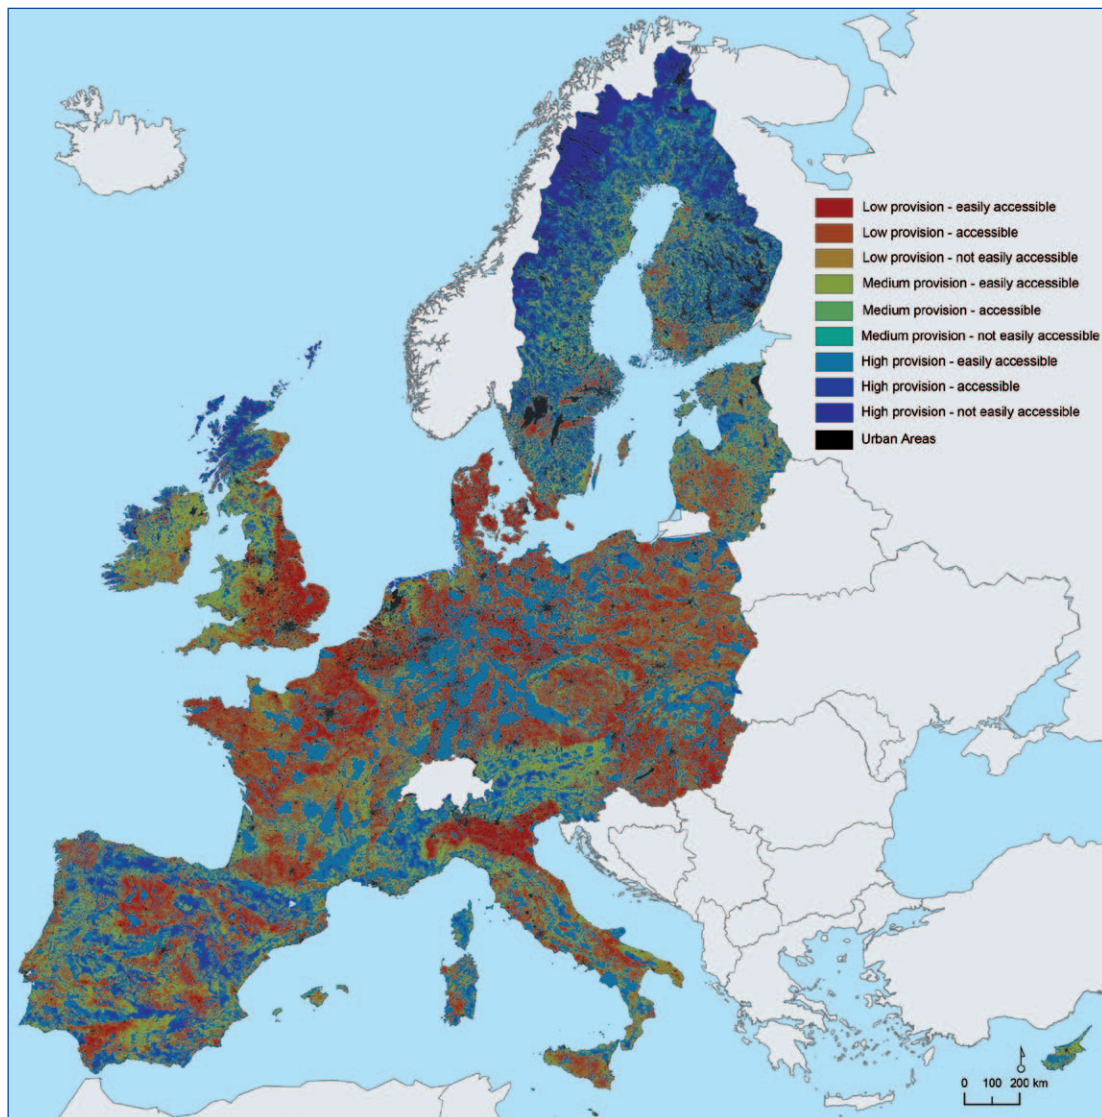 Low provision - easily accessible
Low provision - accessible
Low provision - not easily accessible
Medium provision - easily accessible
Medium provision - accessible
Medium provision - not easily accessible
High provision - easily accessible
High provision - accessible
High provision - not easily accessible
Urban Areas
0 100 200 km